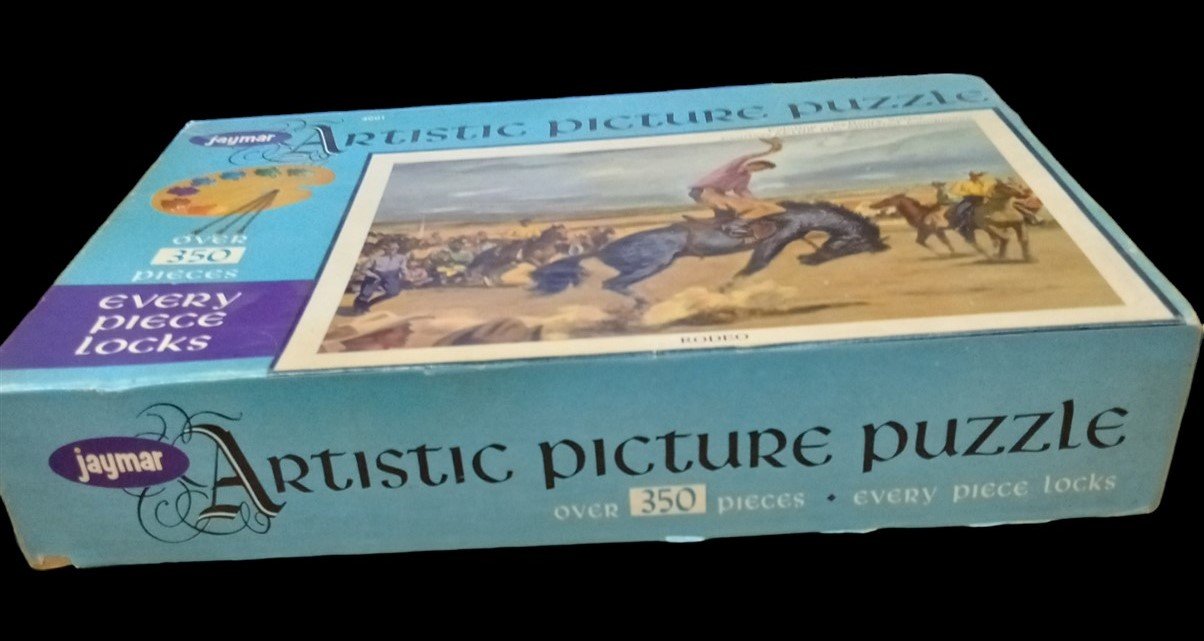 jaymar
Artistic picture puzzle
over
350
pieces
every
piece
locks
RODEO
jaymar
Artistic picture puzzle
over 350 pieces • every piece locks